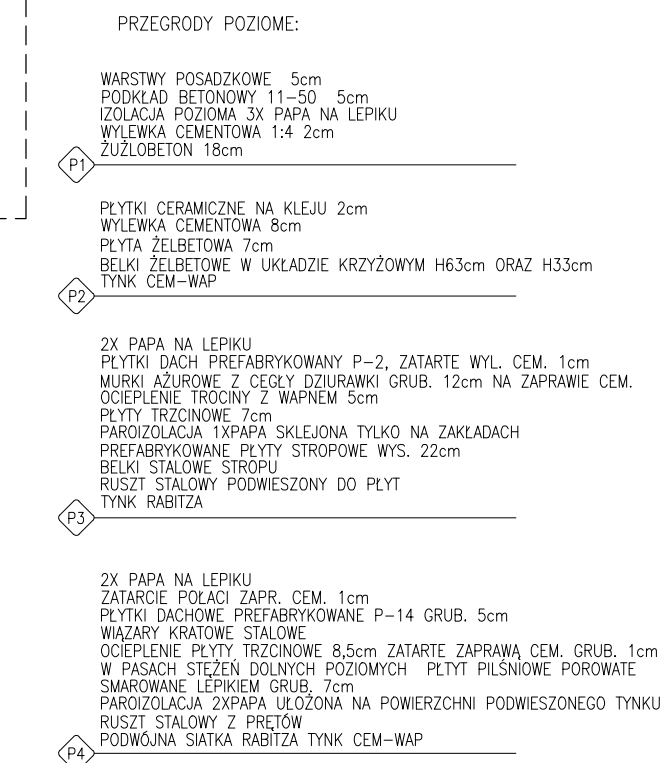 PRZEGRODY POZIOME:
WARSTWY POSADZKOWE 5cm
PODKŁAD BETONOWY 11-50 5cm
IZOLACJA POZIOMA 3X PAPA NA LEPIKU
WYLEWKA CEMENTOWA 1:4 2cm
ŻUŻLOBETON 18cm
P1
PŁYTKI CERAMICZNE NA KLEJU 2cm
WYLEWKA CEMENTOWA 8cm
PŁYTA ŻELBETOWA 7cm
BELKI ŻELBETOWE W UKŁADZIE KRZYŻOWYM H63cm ORAZ H33cm
TYNK CEM-WAP
P2
2X PAPA NA LEPIKU
PŁYTKI DACH PREFABRYKOWANY P-2, ZATARTE WYL. CEM. 1cm
MURKI AŻUROWE Z CEGŁY DZIURAWKI GRUB. 12cm NA ZAPRAWIE CEM.
OCIEPLENIE TROCINY Z WAPNEM 5cm
PŁYTY TRZCINOWE 7cm
PAROIZOLACJA 1XPAPA SKLEJONA TYLKO NA ZAKŁADACH
PREFABRYKOWANE PŁYTY STROPOWE WYS. 22cm
BELKI STALOWE STROPU
RUSZT STALOWY PODWIESZONY DO PŁYT
TYNK RABITZA
P3
2X PAPA NA LEPIKU
ZATARCIE POŁACI ZAPR. CEM. 1cm
PŁYTKI DACHOWE PREFABRYKOWANE P-14 GRUB. 5cm
WIĄZARY KRATOWE STALOWE
OCIEPLENIE PŁYTY TRZCINOWE 8,5cm ZATARTE ZAPRAWĄ CEM. GRUB. 1cm
W PASACH STĘŻEŃ DOLNYCH POZIOMYCH PŁTYT PILŚNIOWE POROWATE
SMAROWANE LEPIKIEM GRUB. 7cm
PAROIZOLACJA 2XPAPA UŁOŻONA NA POWIERZCHNI PODWIESZONEGO TYNKU
RUSZT STALOWY Z PRĘTÓW
PODWÓJNA SIATKA RABITZA TYNK CEM-WAP
P4